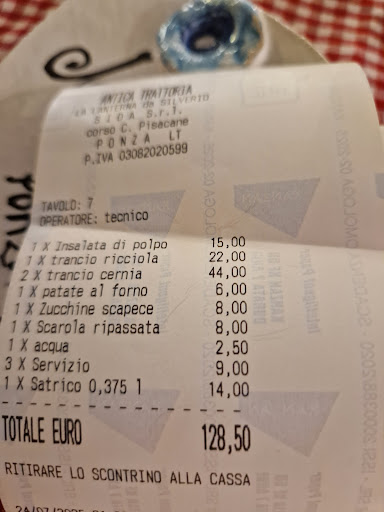 ANTICA TRATTORIA
LA LANTERNA da SILVERIO
S I D A S.r.l.
corso C. Pisacane
P O N Z A LT
P.IVA 03082020599
TAVOLO: 7
OPERATORE: tecnico
1 X Insalata di polpo 15,00
1 X trancio ricciola 22,00
2 X trancio cernia 44,00
1 X patate al forno 6,00
1 X Zucchine scapece 8,00
1 X Scarola ripassata 8,00
1 X acqua 2,50
3 X Servizio 9,00
1 X Satrico 0,375 l 14,00
TOTALE EURO 128,50
RITIRARE LO SCONTRINO ALLA CASSA